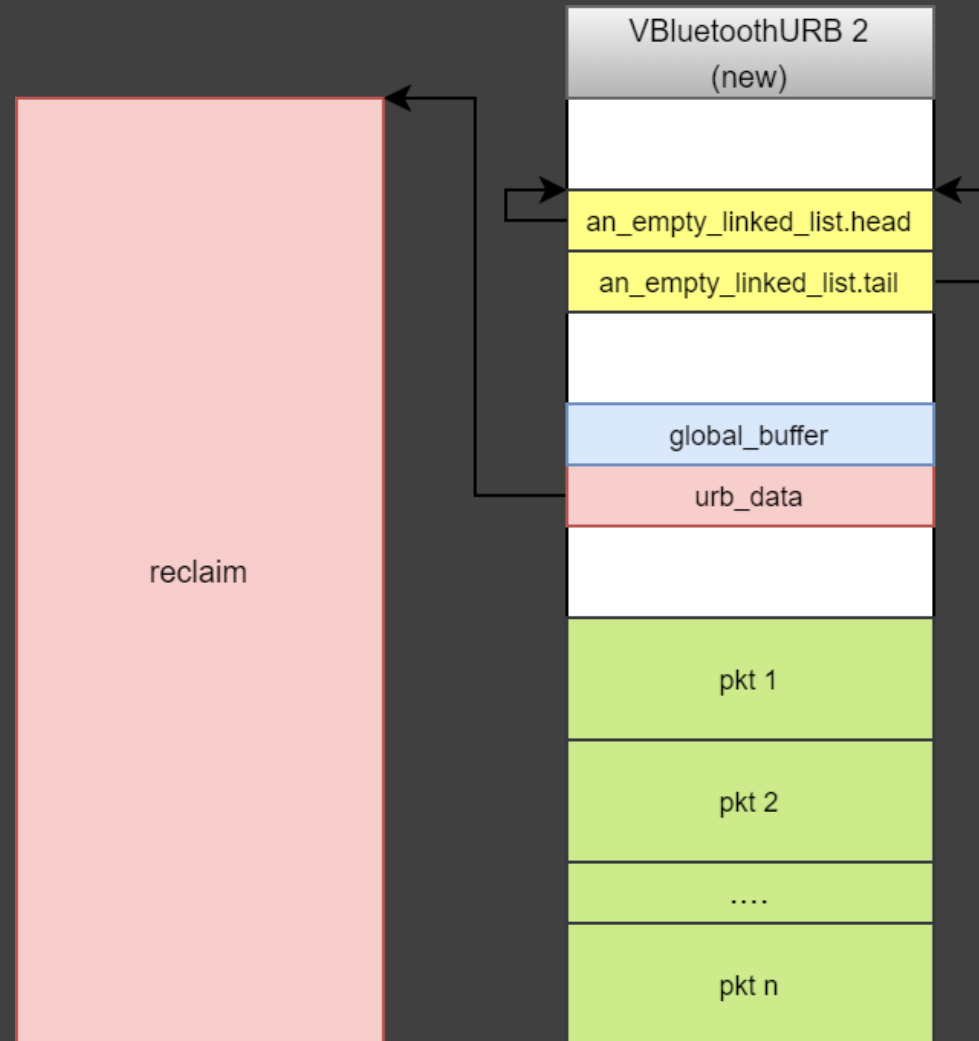 VBluetoothURB 2
(new)
an_empty_linked_list.head
an_empty_linked_list.tail
global_buffer
urb_data
reclaim
pkt 1
pkt 2
....
pkt n